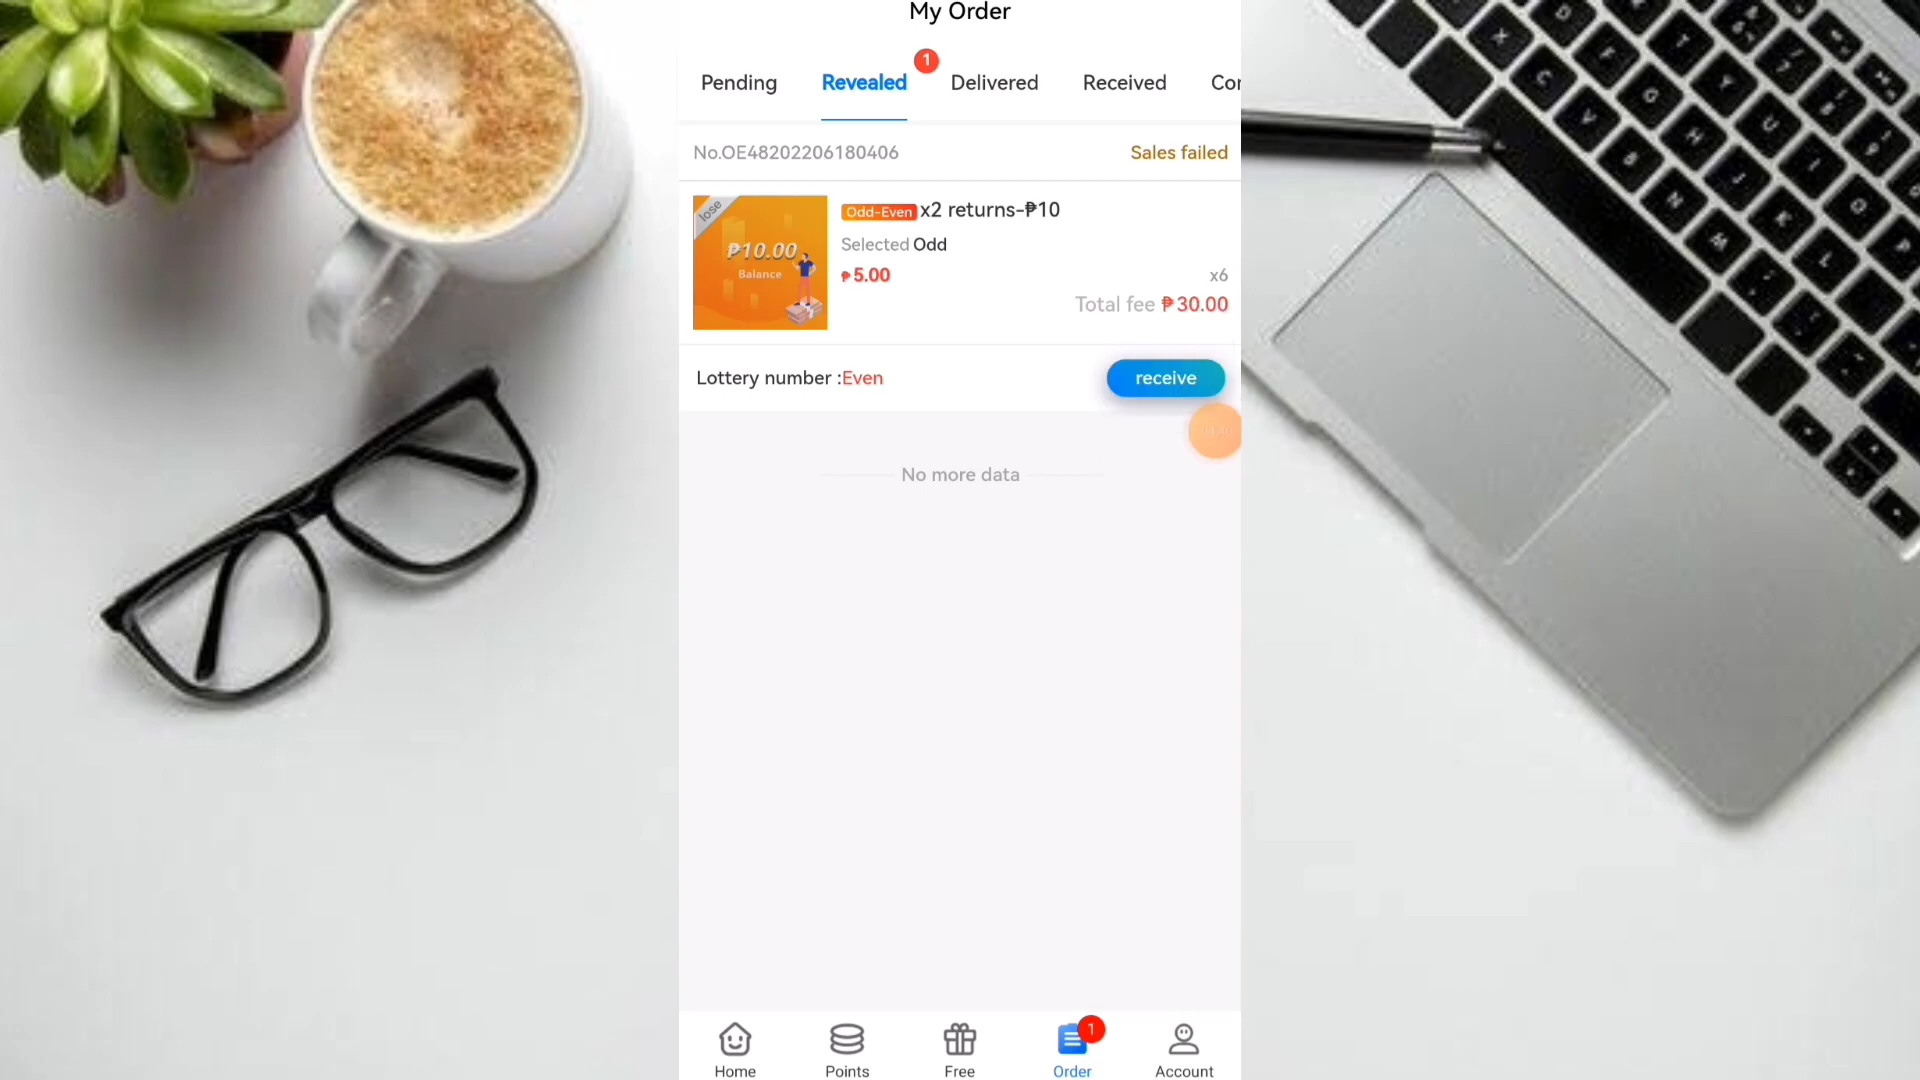 My Order
Pending
Revealed
1
Delivered
Received
Cor
No.OE48202206180406
Sales failed
lose
₱10.00
Balance
Odd-Even x2 returns-₱10
Selected Odd
₱ 5.00
x6
Total fee ₱ 30.00
Lottery number :Even
receive
No more data
Home
Points
Free
1
Order
Account